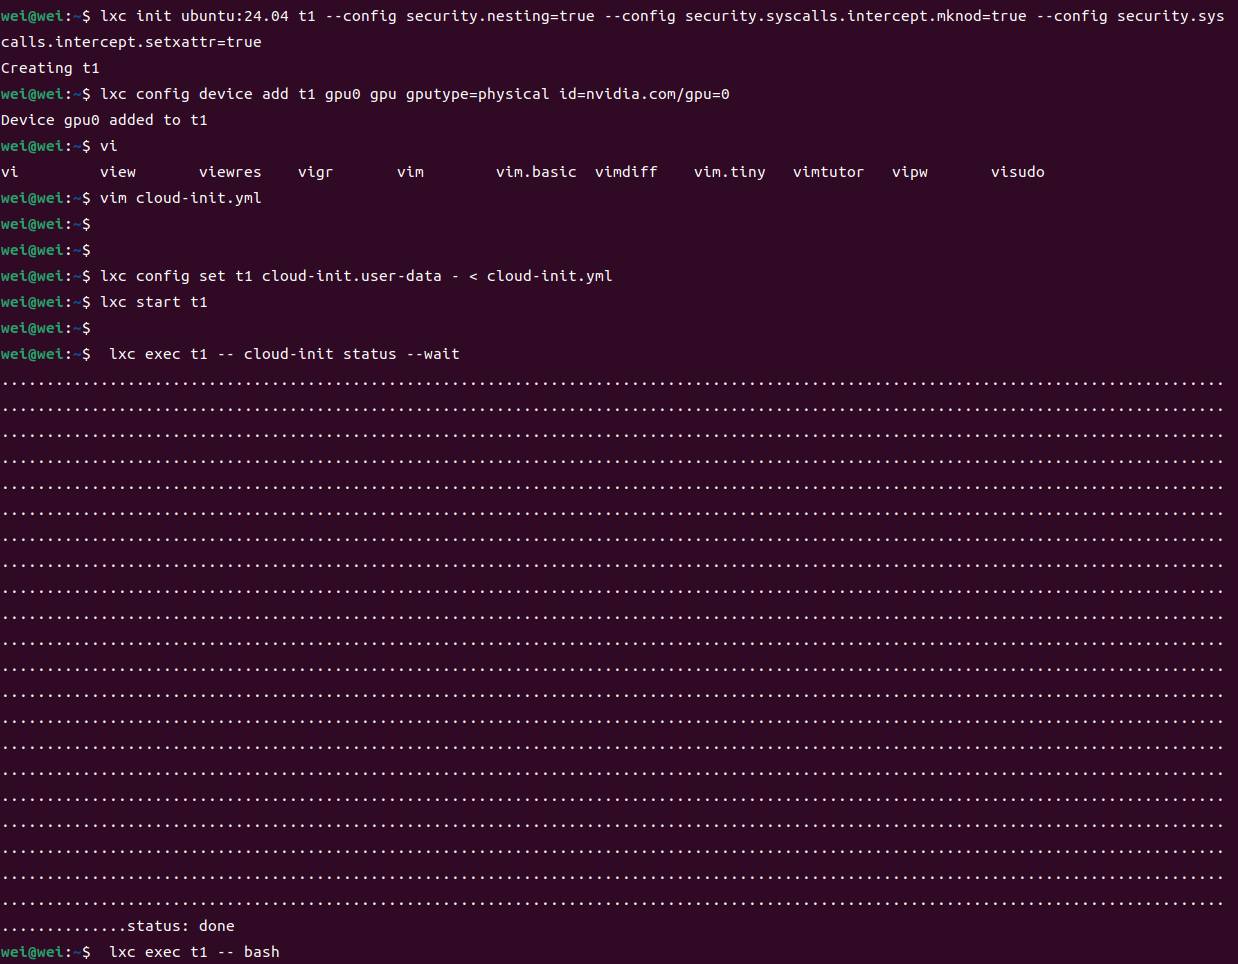 wei@wei:~$ lxc init ubuntu:24.04 t1 --config security.nesting=true --config security.syscalls.intercept.mknod=true --config security.sys
calls.intercept.setxattr=true
Creating t1
wei@wei:~$ lxc config device add t1 gpu0 gpu gputype=physical id=nvidia.com/gpu=0
Device gpu0 added to t1
wei@wei:~$ vi
vi         view       viewres    vigr       vim        vim.basic  vimdiff    vim.tiny   vimtutor   vipw       visudo
wei@wei:~$ vim cloud-init.yml
wei@wei:~$
wei@wei:~$
wei@wei:~$ lxc config set t1 cloud-init.user-data - < cloud-init.yml
wei@wei:~$ lxc start t1
wei@wei:~$
wei@wei:~$  lxc exec t1 -- cloud-init status --wait
..............status: done
wei@wei:~$  lxc exec t1 -- bash